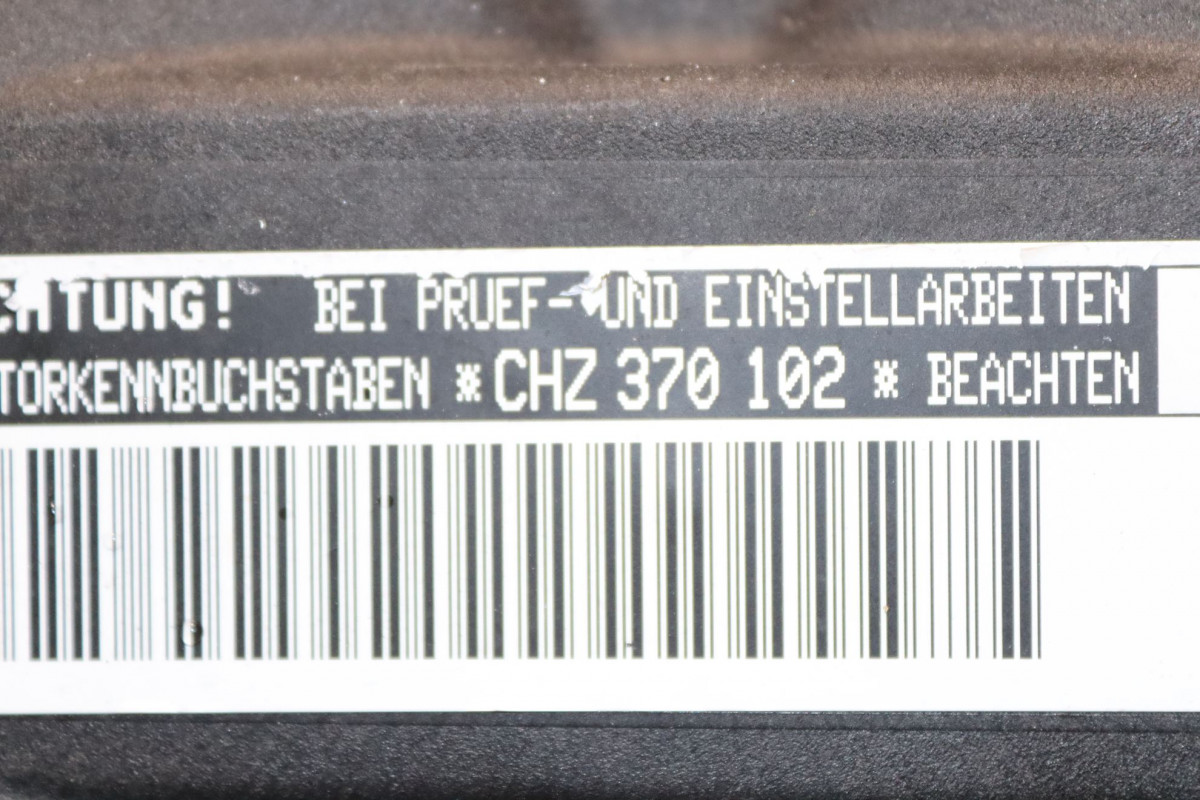 CHTUNG! BEI PRUEF- UND EINSTELLARBEITEN
TORKENNBUCHSTABEN *CHZ 370 102 * BEACHTEN